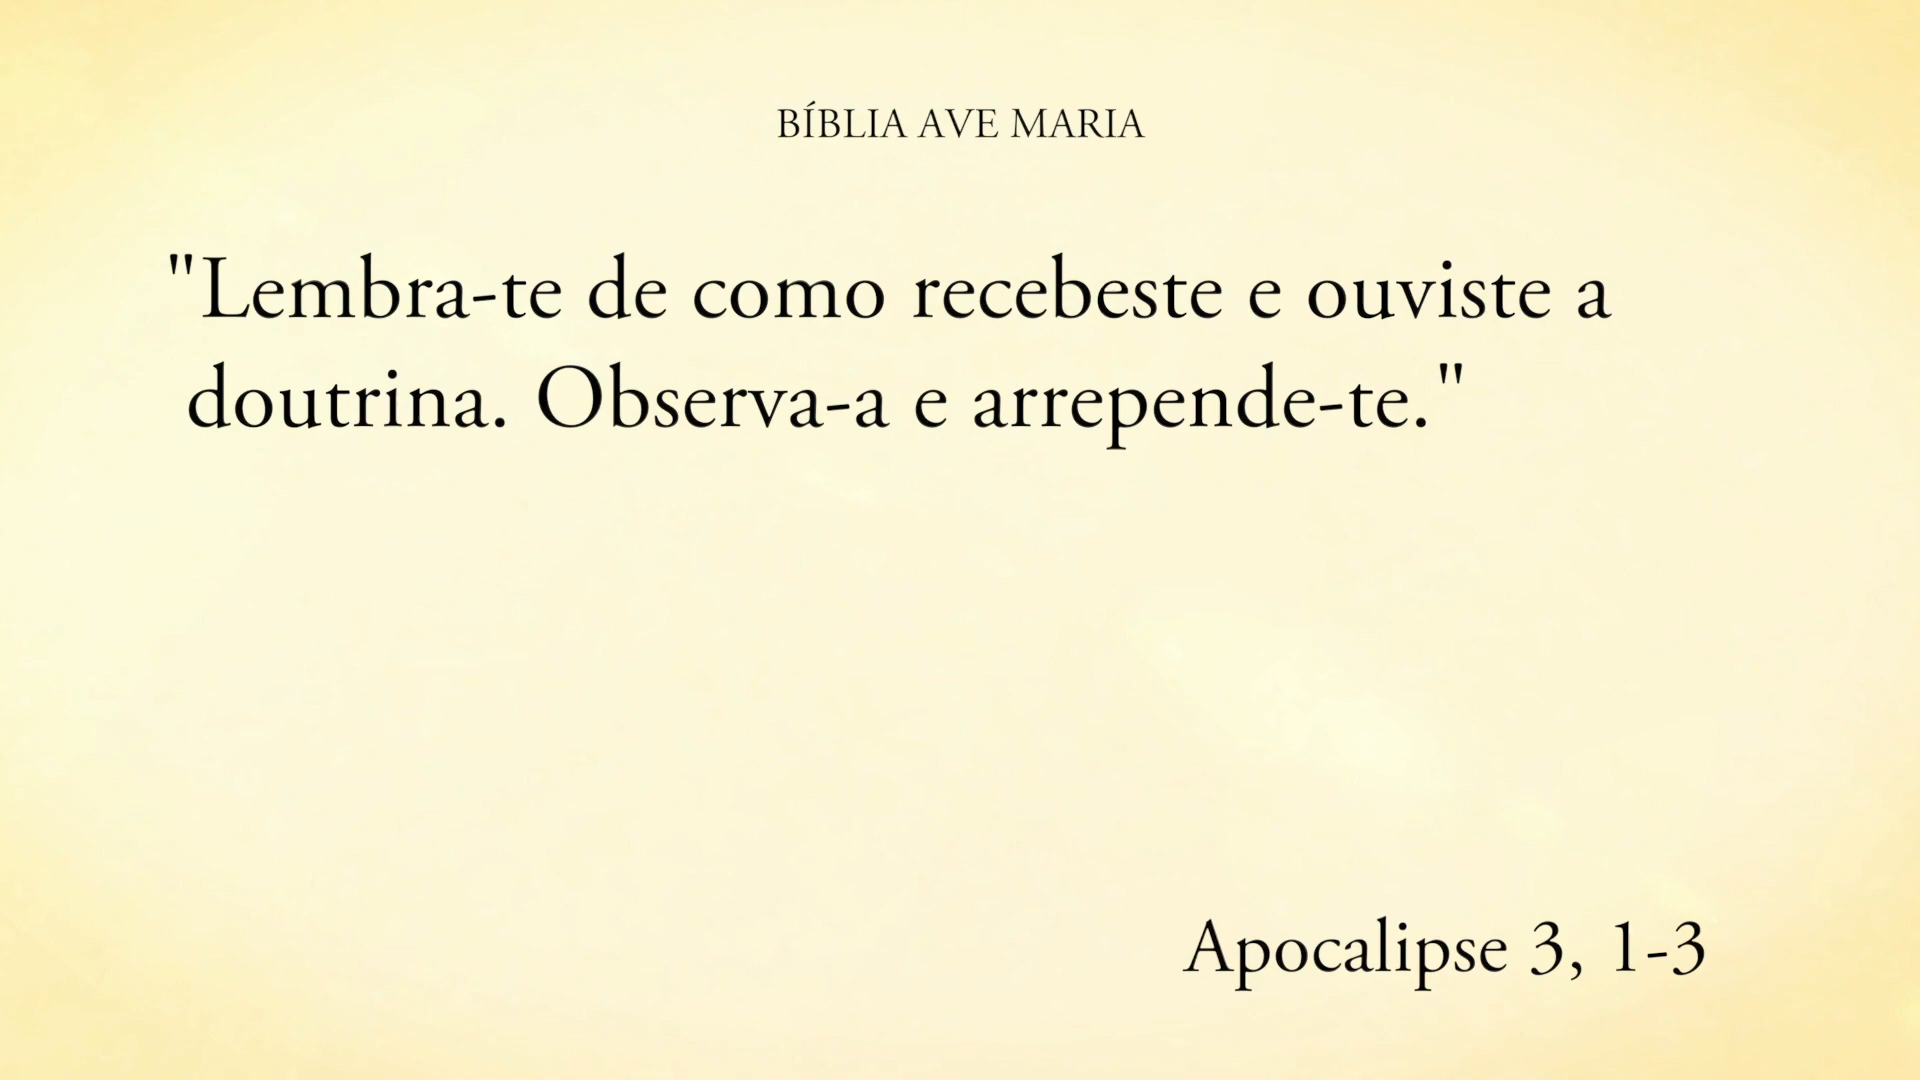 BÍBLIA AVE MARIA
"Lembra-te de como recebeste e ouviste a
doutrina. Observa-a e arrepende-te."
Apocalipse 3, 1-3